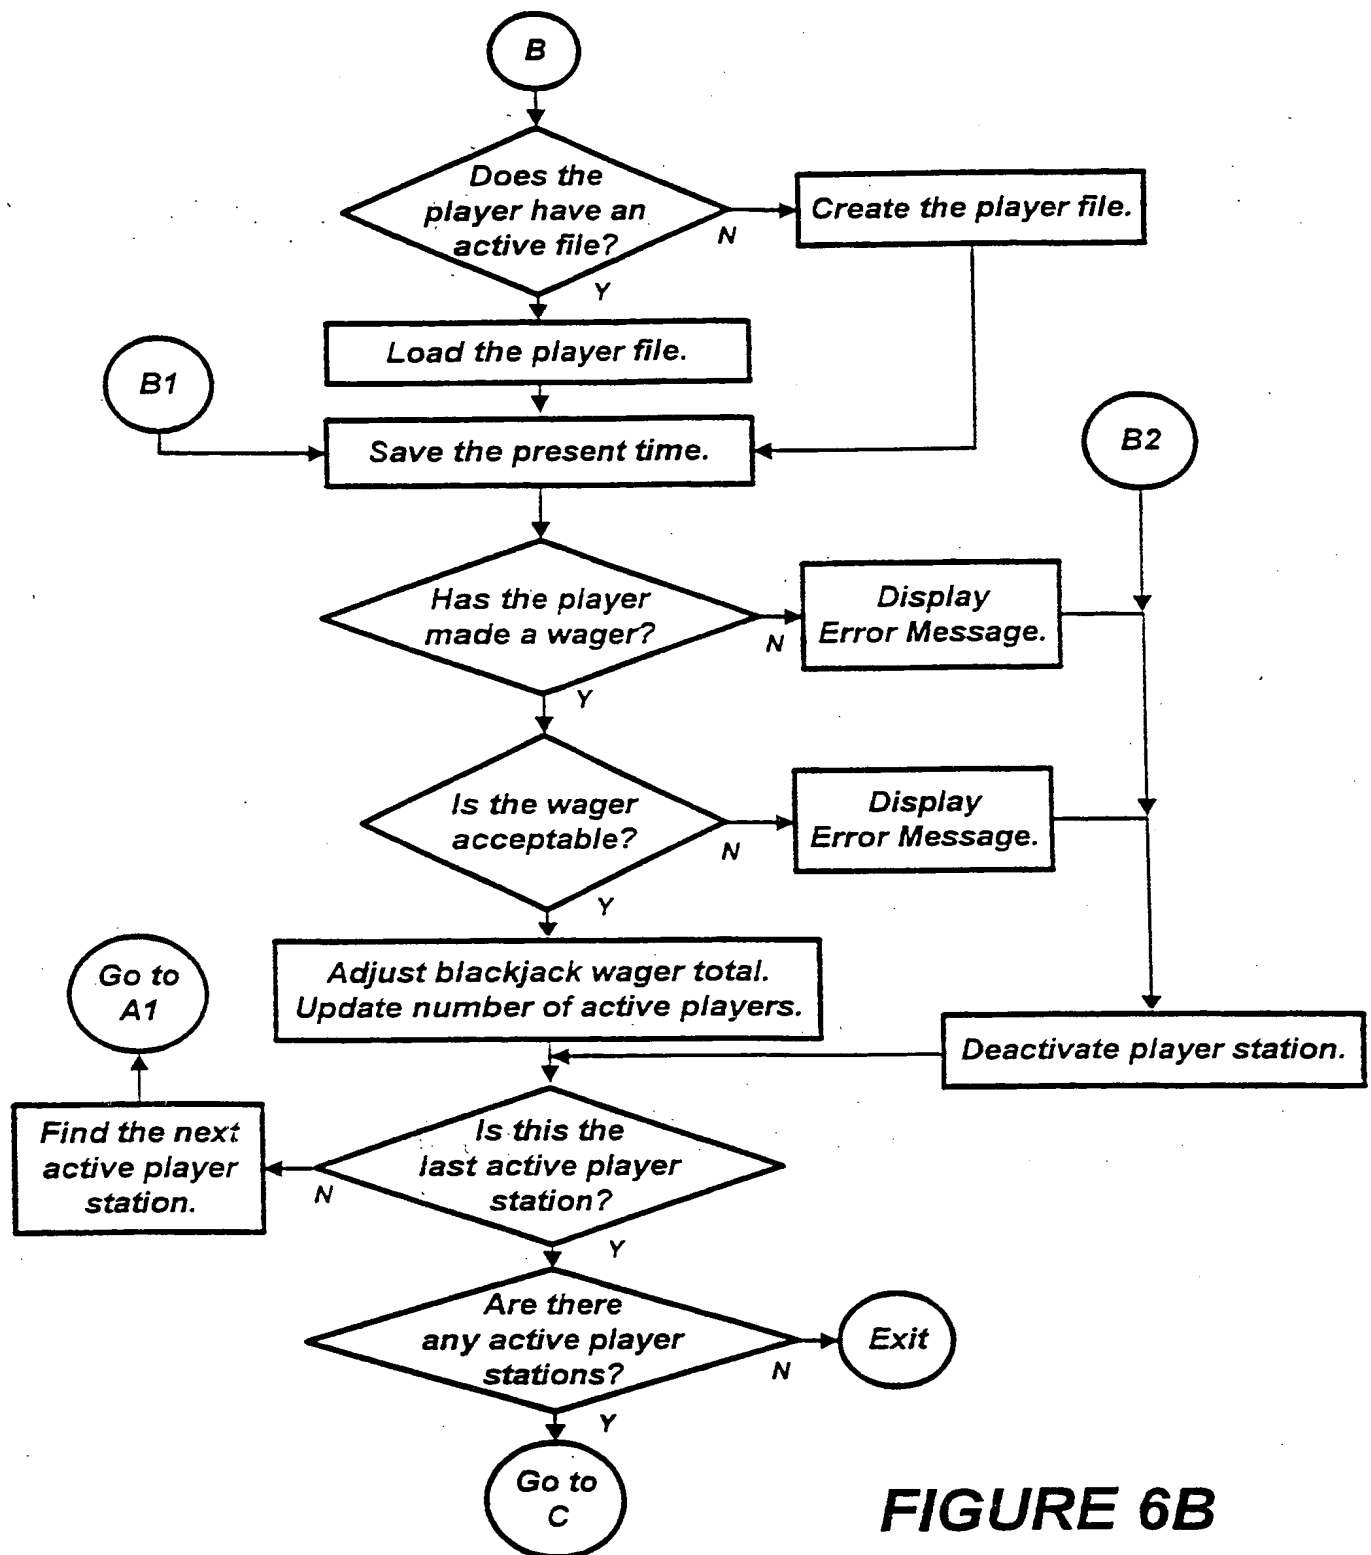 B
Does the
player have an
active file?
N
Create the player file.
Y
Load the player file.
B1
Save the present time.
B2
Has the player
made a wager?
N
Display
Error Message.
Y
Is the wager
acceptable?
N
Display
Error Message.
Y
Go to
A1
Adjust blackjack wager total.
Update number of active players.
Deactivate player station.
Find the next
active player
station.
N
Is this the
last active player
station?
Y
Are there
any active player
stations?
N
Exit
Y
Go to
C
FIGURE 6B